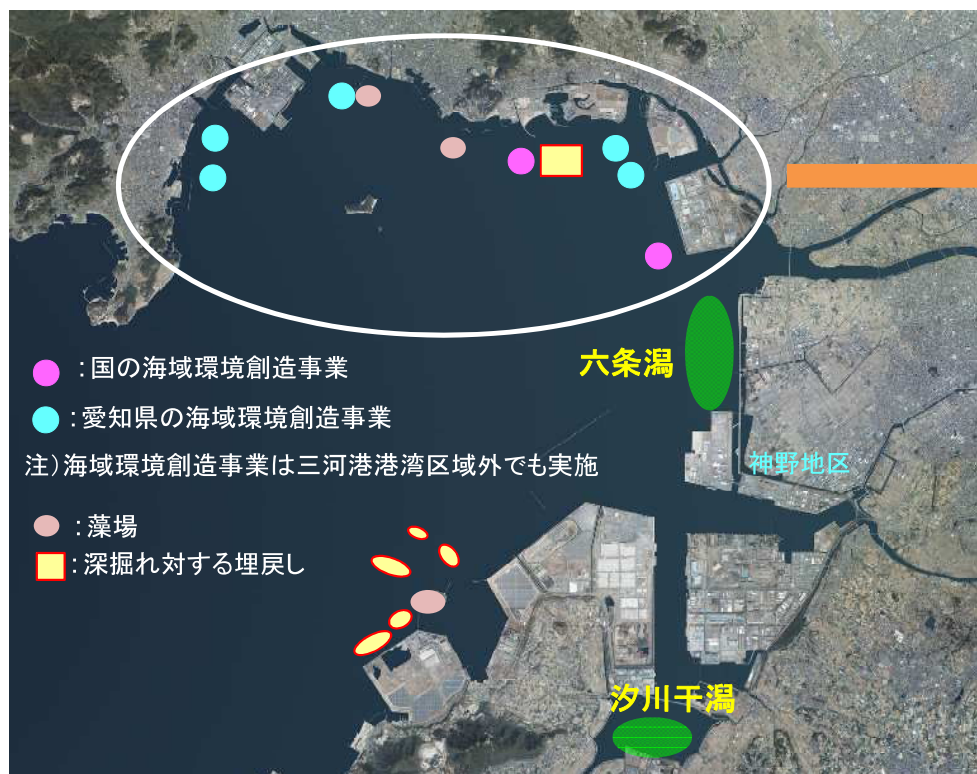 六条潟
：国の海域環境創造事業
：愛知県の海域環境創造事業
注）海域環境創造事業は三河港港湾区域外でも実施
神野地区
：藻場
：深掘れ対する埋戻し
汐川干潟